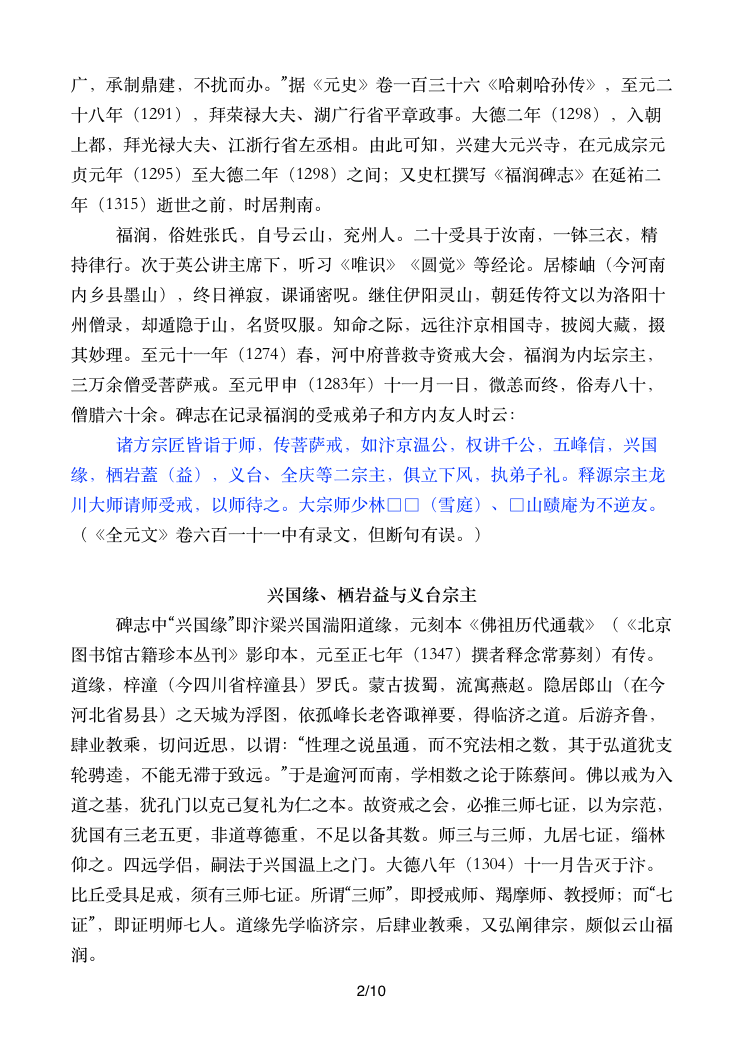 广，承制鼎建，不扰而办。”据《元史》卷一百三十六《哈剌哈孙传》，至元二
十八年（1291），拜荣禄大夫、湖广行省平章政事。大德二年（1298），入朝
上都，拜光禄大夫、江浙行省左丞相。由此可知，兴建大元兴寺，在元成宗元
贞元年（1295）至大德二年（1298）之间；又史杠撰写《福润碑志》在延祐二
年（1315）逝世之前，时居荆南。
福润，俗姓张氏，自号云山，兖州人。二十受具于汝南，一钵三衣，精
持律行。次于英公讲主席下，听习《唯识》《圆觉》等经论。居㯃岫（今河南
内乡县墨山），终日禅寂，课诵密呪。继住伊阳灵山，朝廷传符文以为洛阳十
州僧录，却遁隐于山，名贤叹服。知命之际，远往汴京相国寺，披阅大藏，掇
其妙理。至元十一年（1274）春，河中府普救寺资戒大会，福润为内坛宗主，
三万余僧受菩萨戒。至元甲申（1283年）十一月一日，微恙而终，俗寿八十，
僧腊六十余。碑志在记录福润的受戒弟子和方内友人时云：
诸方宗匠皆诣于师，传菩萨戒，如汴京温公，权讲千公，五峰信，兴国
缘，栖岩蓋（益），义台、全庆等二宗主，俱立下风，执弟子礼。释源宗主龙
川大师请师受戒，以师待之。大宗师少林□□（雪庭）、□山赜庵为不逆友。
（《全元文》卷六百一十一中有录文，但断句有误。）
兴国缘、栖岩益与义台宗主
碑志中“兴国缘”即汴梁兴国湍阳道缘，元刻本《佛祖历代通载》（《北京
图书馆古籍珍本丛刊》影印本，元至正七年（1347）撰者释念常募刻）有传。
道缘，梓潼（今四川省梓潼县）罗氏。蒙古拔蜀，流寓燕赵。隐居郎山（在今
河北省易县）之天城为浮图，依孤峰长老咨诹禅要，得临济之道。后游齐鲁，
肆业教乘，切问近思，以谓：“性理之说虽通，而不究法相之数，其于弘道犹支
轮骋逵，不能无滞于致远。”于是逾河而南，学相数之论于陈蔡间。佛以戒为入
道之基，犹孔门以克己复礼为仁之本。故资戒之会，必推三师七证，以为宗范，
犹国有三老五更，非道尊德重，不足以备其数。师三与三师，九居七证，缁林
仰之。四远学侣，嗣法于兴国温上之门。大德八年（1304）十一月告灭于汴。
比丘受具足戒，须有三师七证。所谓“三师”，即授戒师、羯摩师、教授师；而“七
证”，即证明师七人。道缘先学临济宗，后肆业教乘，又弘阐律宗，颇似云山福
润。
2/10